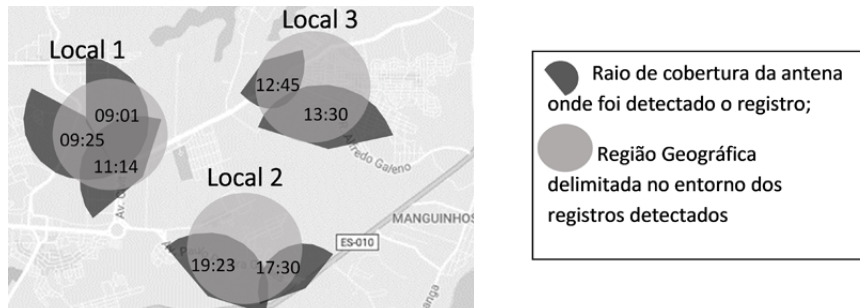 Local 3
Local 1
12:45
09:01
13:30
09:25
11:14
Alfredo Galeno
Local 2
MANGUINHOS
ES-010
19:23
17:30
Raio de cobertura da antena
onde foi detectado o registro;
Região Geográfica
delimitada no entorno dos
registros detectados